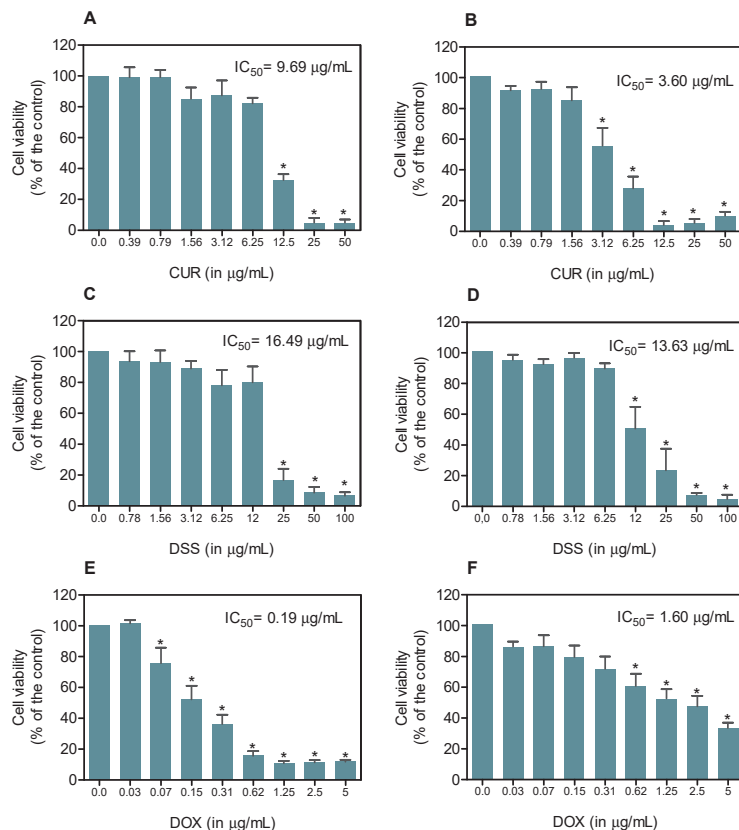 A
Cell viability
(% of the control)
120
100
80
60
40
20
0
IC50= 9.69 µg/mL
*
*
*
0.0 0.39 0.79 1.56 3.12 6.25 12.5 25 50
CUR (in µg/mL)
B
Cell viability
(% of the control)
120
100
80
60
40
20
0
IC50= 3.60 µg/mL
*
*
*
*
*
0.0 0.39 0.79 1.56 3.12 6.25 12.5 25 50
CUR (in µg/mL)
C
Cell viability
(% of the control)
120
100
80
60
40
20
0
IC50= 16.49 µg/mL
*
*
*
0.0 0.78 1.56 3.12 6.25 12 25 50 100
DSS (in µg/mL)
D
Cell viability
(% of the control)
120
100
80
60
40
20
0
IC50= 13.63 µg/mL
*
*
*
*
0,0 0.78 1.56 3.12 6.25 12 25 50 100
DSS (in µg/mL)
E
Cell viability
(% of the control)
120
100
80
60
40
20
0
IC50= 0.19 µg/mL
*
*
*
*
*
*
*
0.0 0.03 0.07 0.15 0.31 0.62 1.25 2.5 5
DOX (in µg/mL)
F
Cell viability
(% of the control)
120
100
80
60
40
20
0
IC50= 1.60 µg/mL
*
*
*
*
0.0 0.03 0.07 0.15 0.31 0.62 1.25 2.5 5
DOX (in µg/mL)